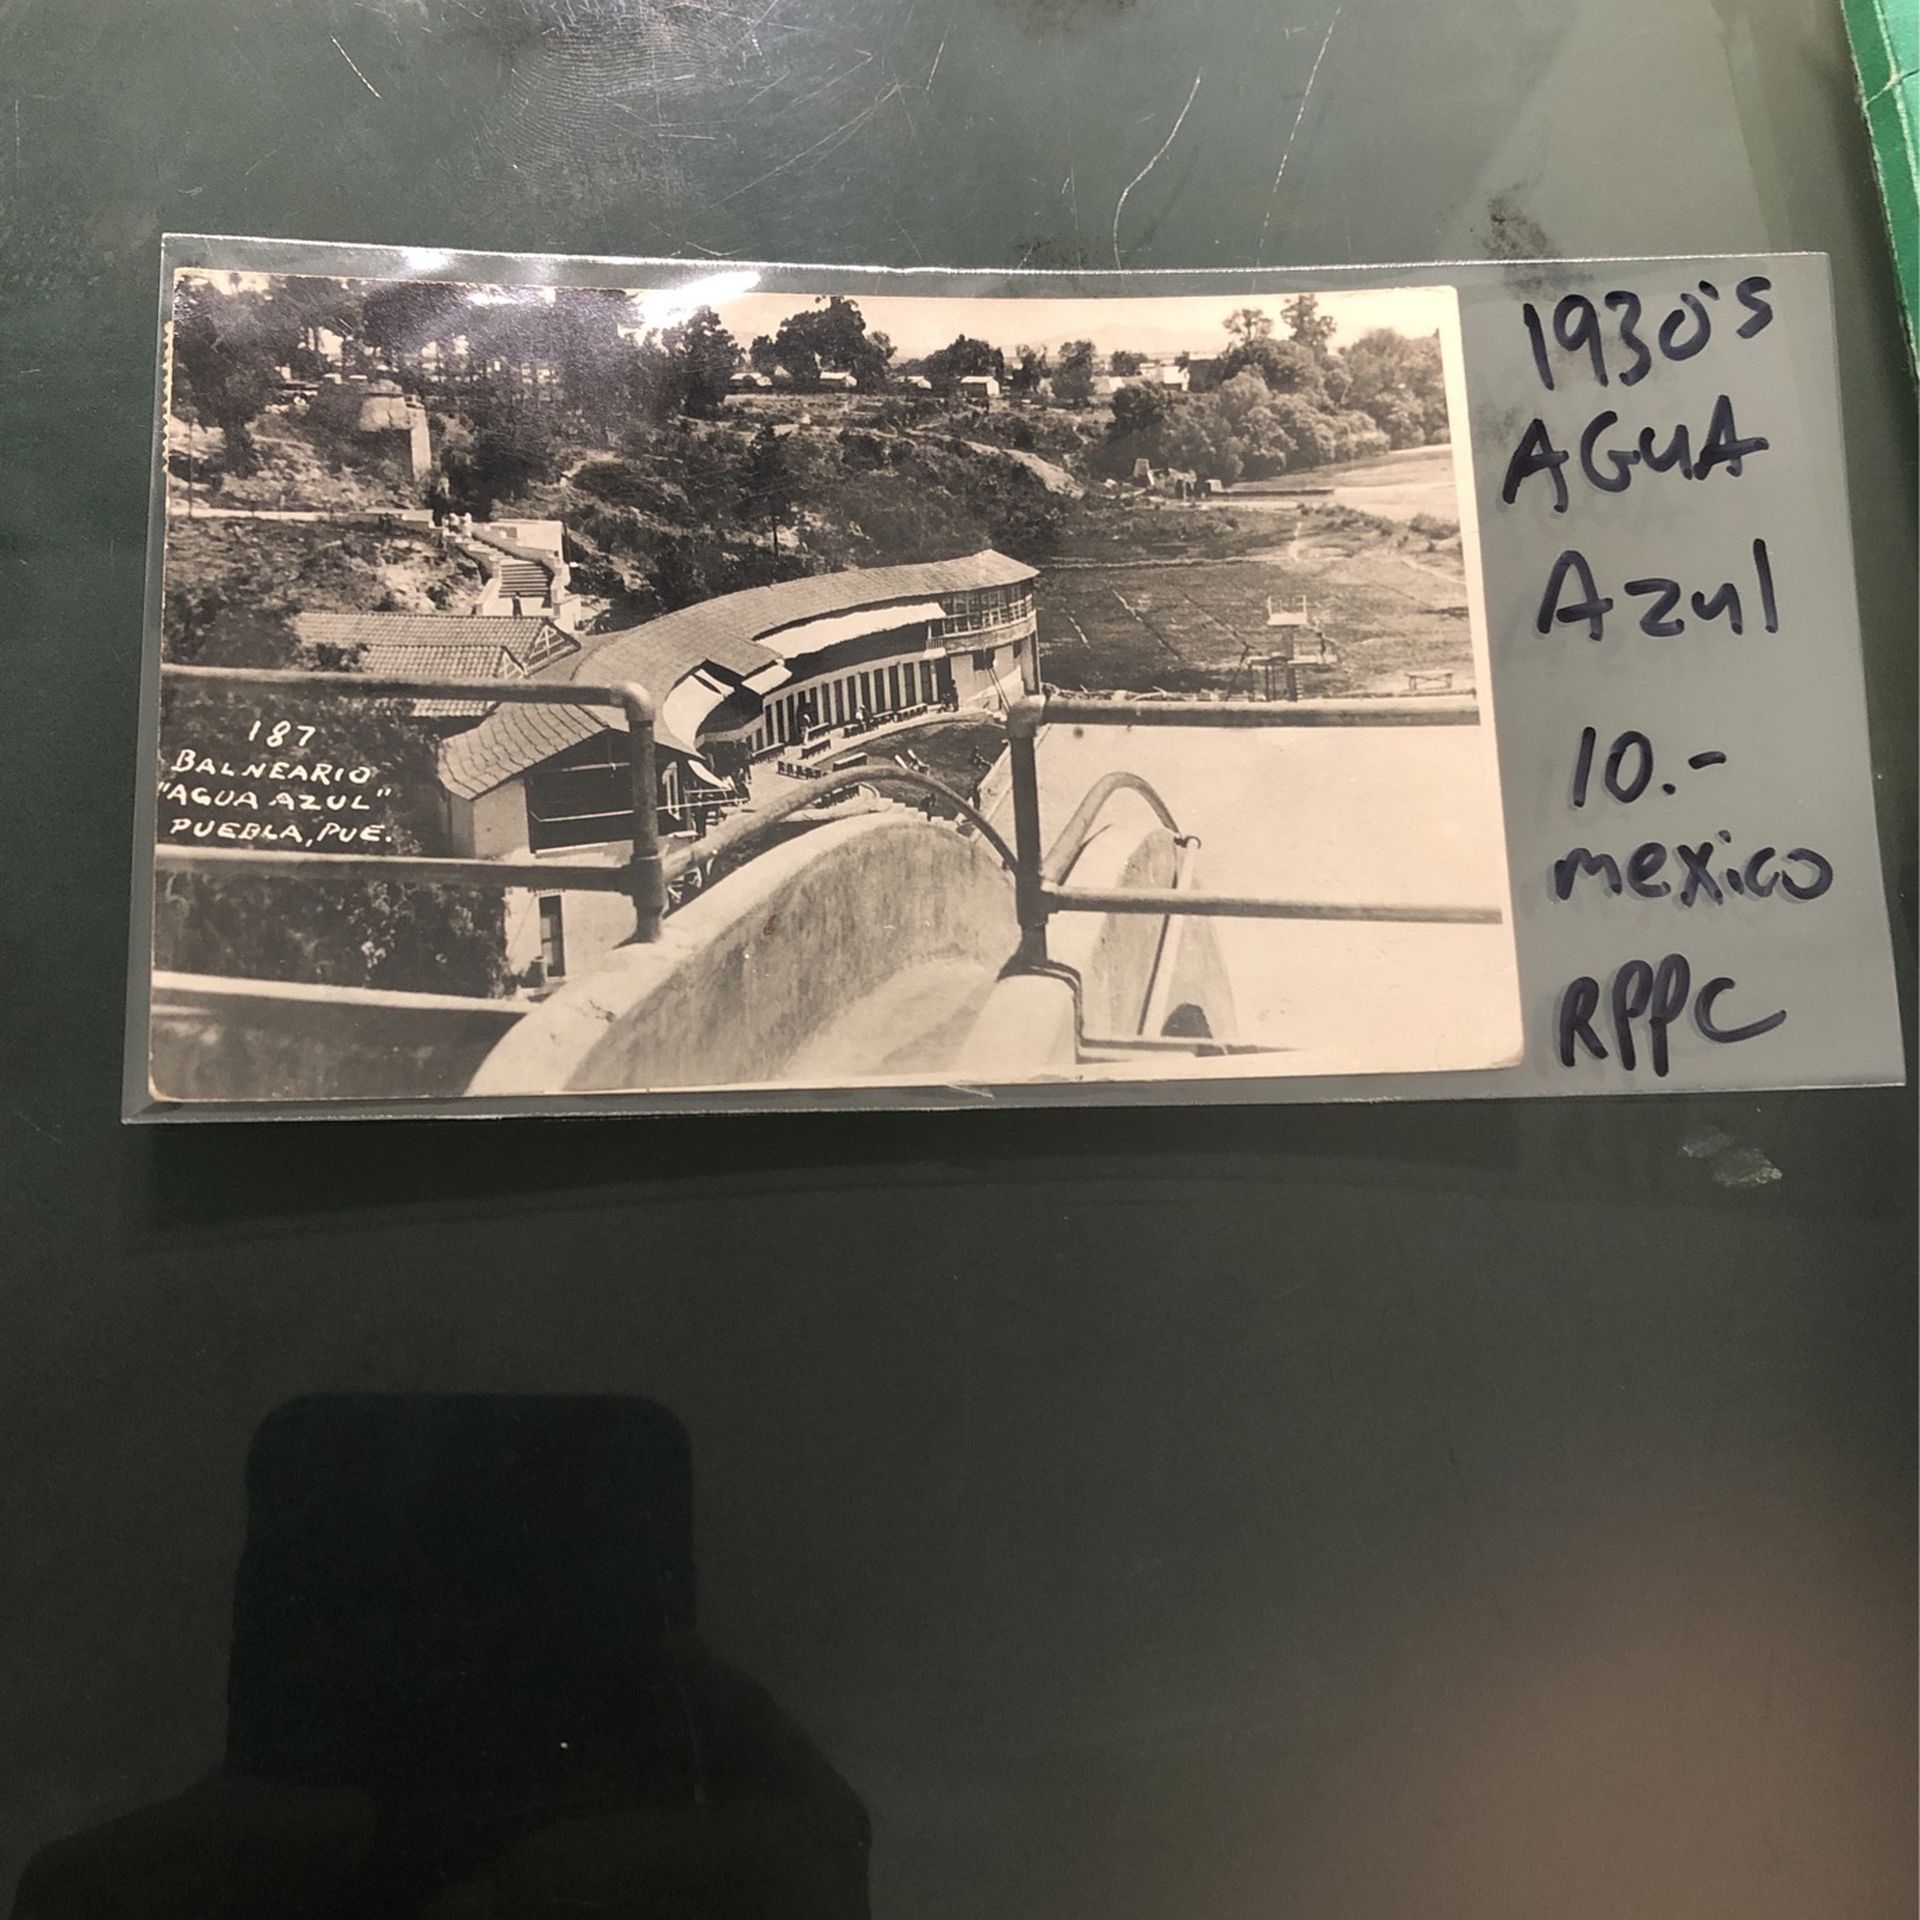 187
BALNEARIO
"AGUA AZUL"
PUEBLA, PUE.
1930's
AGUA
Azul
10.-
mexico
RPPC